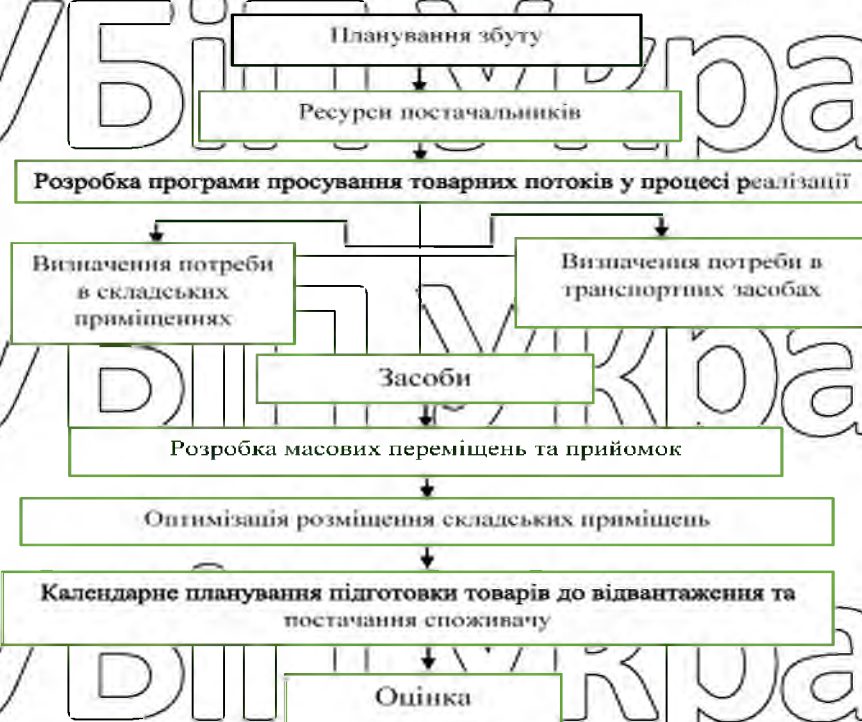 Планування збуту
Ресурси постачальників
Розробка програми просування товарних потоків у процесі реалізації
Визначення потреби
в складських
приміщеннях
Визначення потреби в
транспортних засобах
Засоби
Розробка масових переміщень та прийомок
Оптимізація розміщення складських приміщень
Календарне планування підготовки товарів до відвантаження та
постачання споживачу
Оцінка